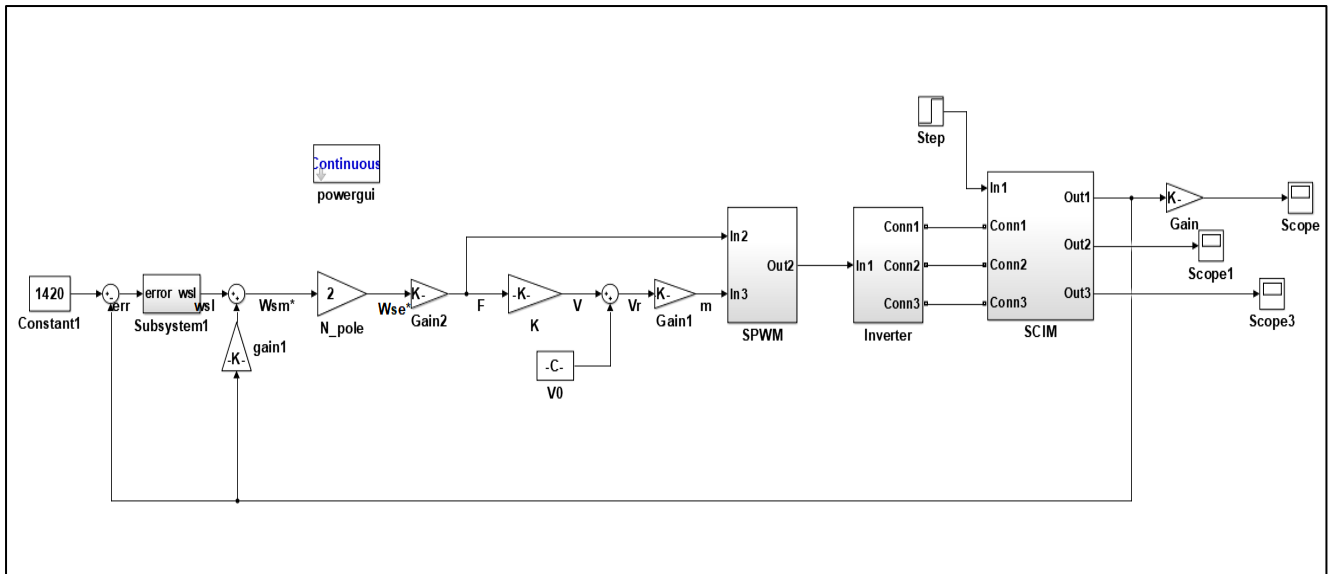 Continuous
powergui
Step
In1
Conn1
Conn2
Conn3
Out1
Out2
Out3
SCIM
K-
Gain
Scope
Scope1
Scope3
1420
Constant1
err
error wsl
wsl
Subsystem1
Wsm*
-K-
gain1
2
N_pole
Wse*
K-
Gain2
F
-K-
K
V
-C-
V0
Vr
K-
Gain1
m
In2
In3
Out2
SPWM
In1
Conn1
Conn2
Conn3
Inverter